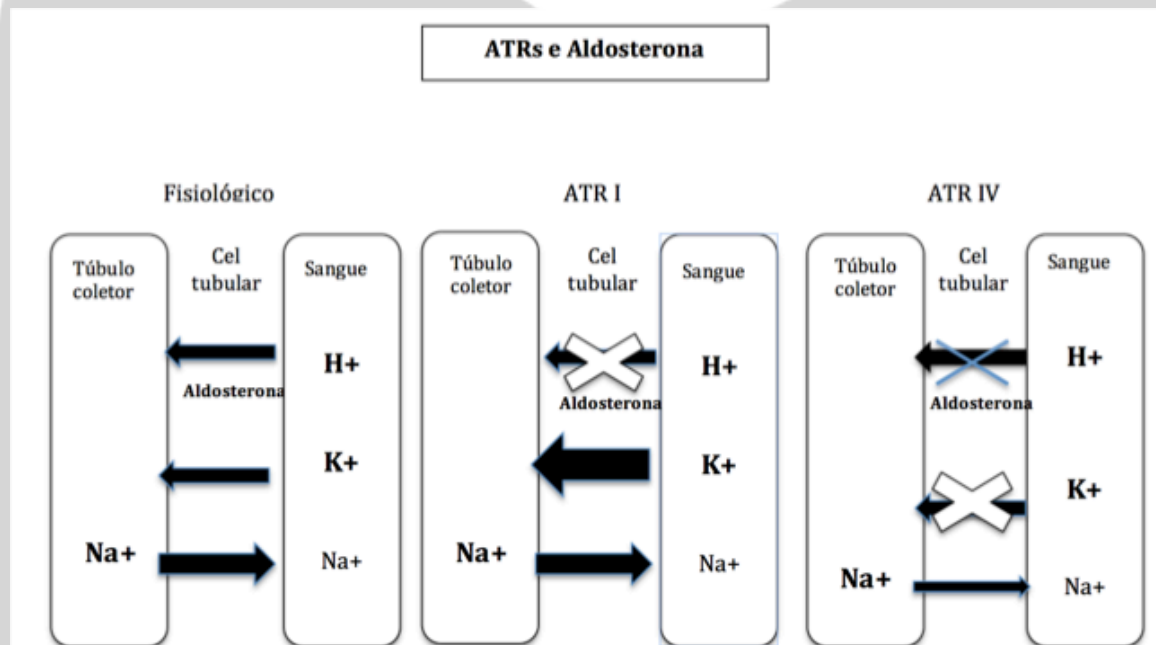 ATRs e Aldosterona
Fisiológico
Túbulo
coletor
Cel
tubular
Sangue
H+
Aldosterona
K+
Na+
Na+
ATR I
Túbulo
coletor
Cel
tubular
Sangue
H+
Aldosterona
K+
Na+
Na+
ATR IV
Túbulo
coletor
Cel
tubular
Sangue
H+
Aldosterona
K+
Na+
Na+